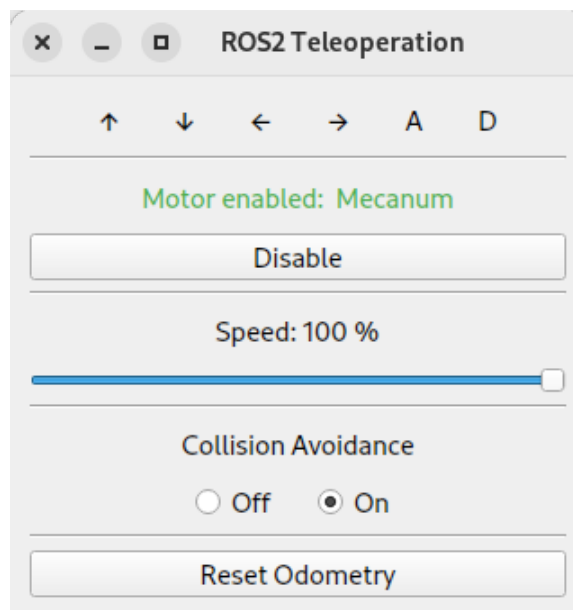 ROS2 Teleoperation
↑ ↓ ← → A D
Motor enabled: Mecanum
Disable
Speed: 100 %
Collision Avoidance
Off On
Reset Odometry